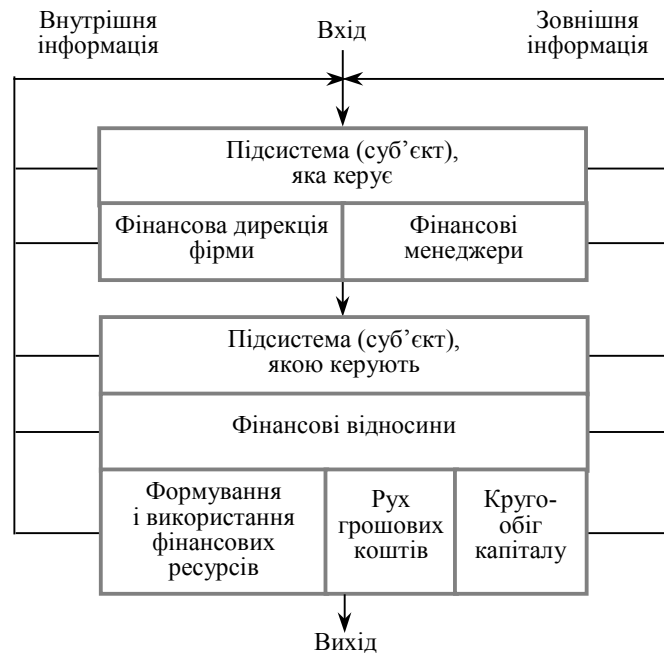 Внутрішня
інформація
Вхід
Зовнішня
інформація
Підсистема (суб’єкт),
яка керує
Фінансова дирекція
фірми
Фінансові
менеджери
Підсистема (суб’єкт),
якою керують
Фінансові відносини
Формування
і використання
фінансових
ресурсів
Рух
грошових
коштів
Круго-
обіг
капіталу
Вихід